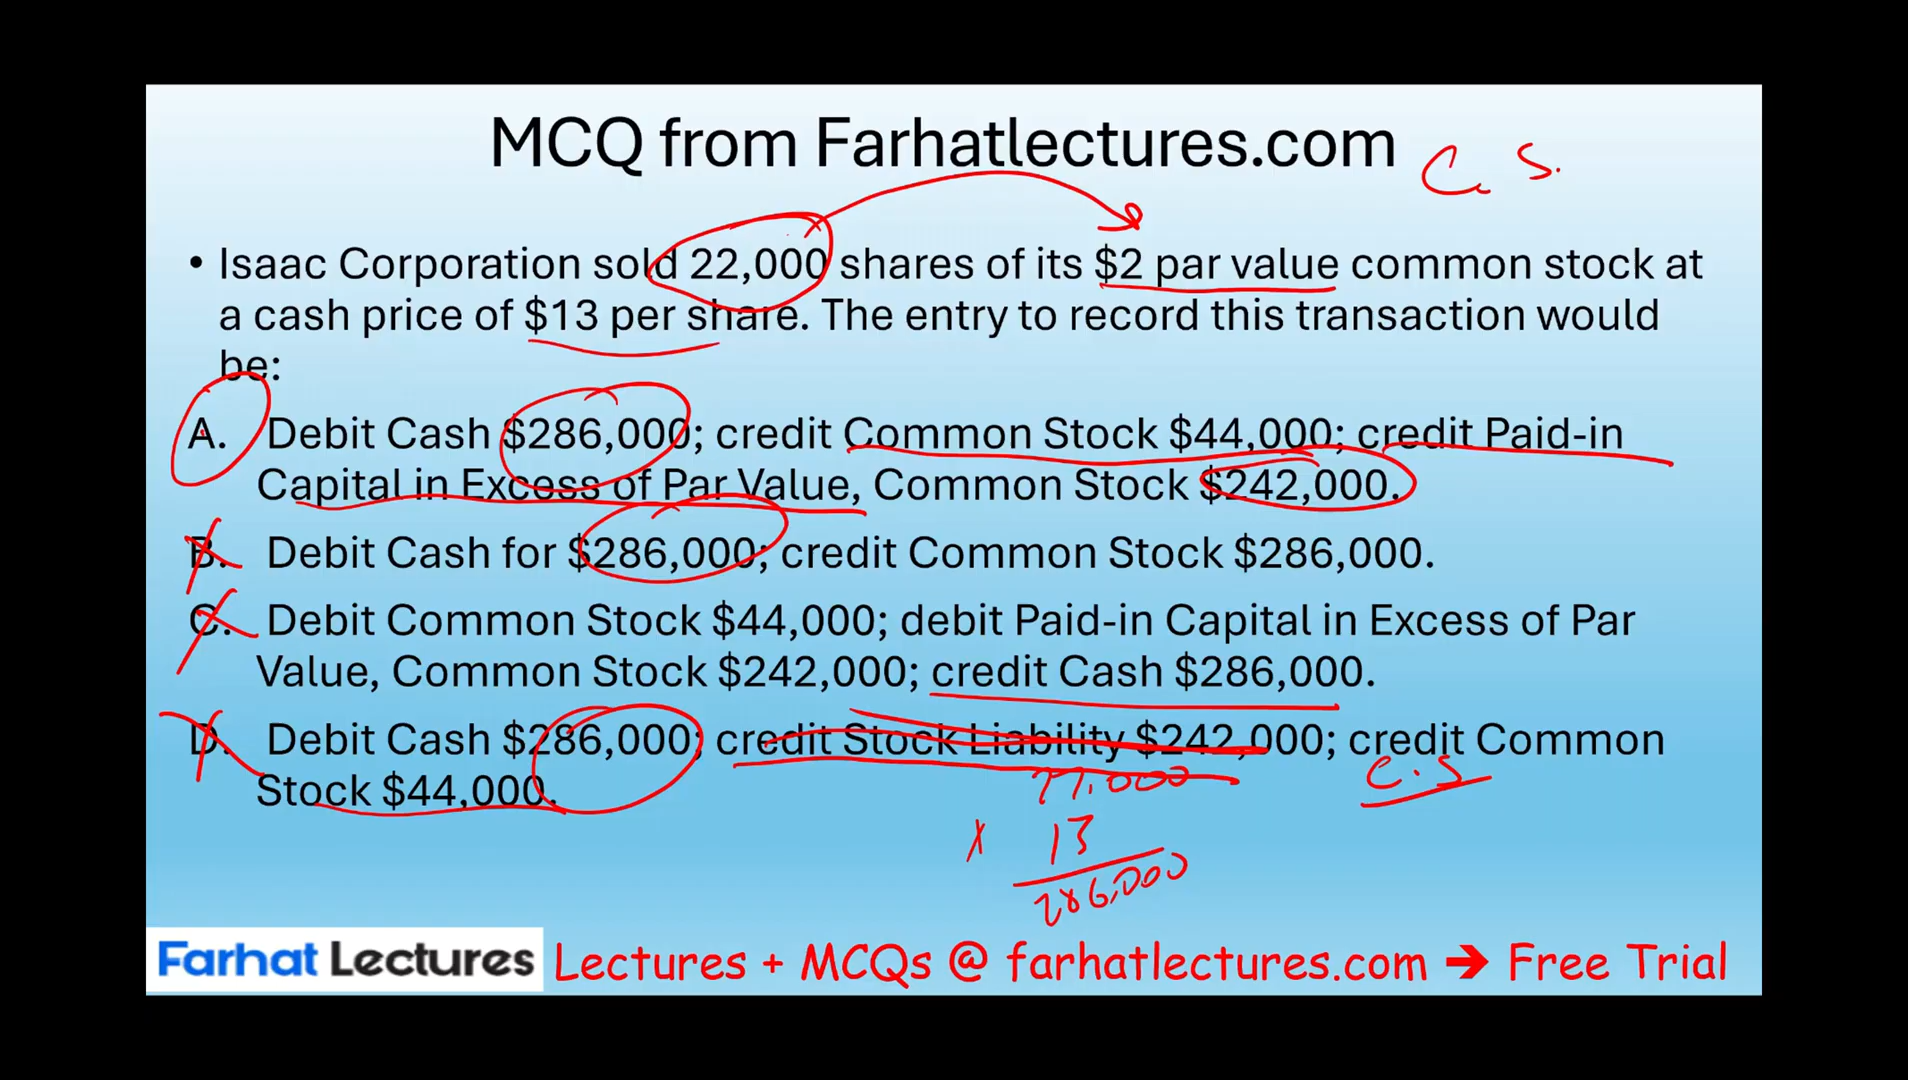 MCQ from Farhatlectures.com
C. S.
• Isaac Corporation sold 22,000 shares of its $2 par value common stock at
a cash price of $13 per share. The entry to record this transaction would
be:
A. Debit Cash $286,000; credit Common Stock $44,000; credit Paid-in
Capital in Excess of Par Value, Common Stock $242,000.
B. Debit Cash for $286,000; credit Common Stock $286,000.
C. Debit Common Stock $44,000; debit Paid-in Capital in Excess of Par
Value, Common Stock $242,000; credit Cash $286,000.
D. Debit Cash $286,000; credit Stock Liability $242,000; credit Common
Stock $44,000.
C.S
22,000
x 13
286,000
Farhat Lectures Lectures + MCQs @ farhatlectures.com ➔ Free Trial